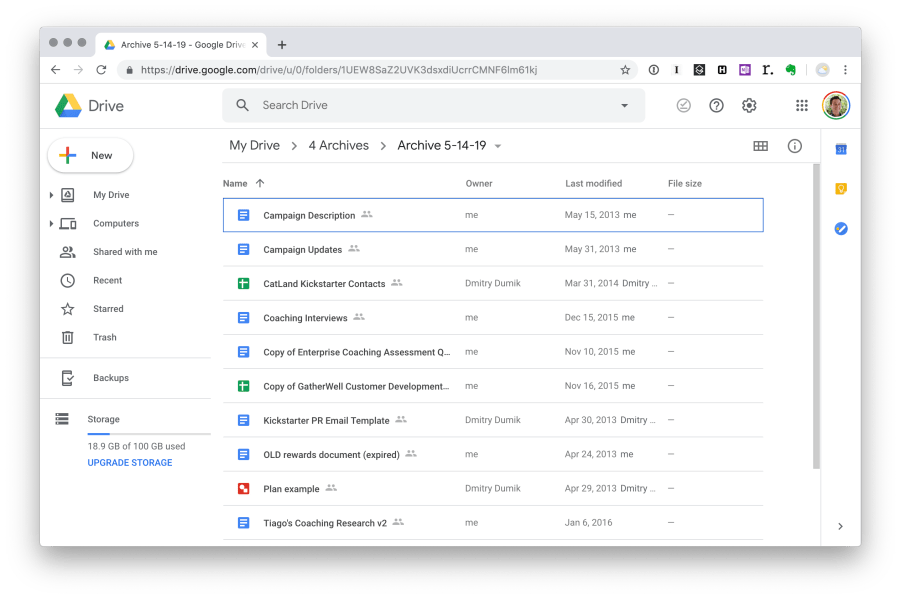 Archive 5-14-19 - Google Drive
https://drive.google.com/drive/u/0/folders/1UEW8SaZ2UVK3dsxdiUcrrCMNF6Im61kj
Drive
Search Drive
New
My Drive
Computers
Shared with me
Recent
Starred
Trash
Backups
Storage
18.9 GB of 100 GB used
UPGRADE STORAGE
My Drive > 4 Archives > Archive 5-14-19
Name Owner Last modified File size
Campaign Description me May 15, 2013 me —
Campaign Updates me May 31, 2013 me —
CatLand Kickstarter Contacts Dmitry Dumik Mar 31, 2014 Dmitry ... —
Coaching Interviews me Dec 15, 2015 me —
Copy of Enterprise Coaching Assessment Q... me Nov 10, 2015 me —
Copy of GatherWell Customer Development... me Nov 16, 2015 me —
Kickstarter PR Email Template Dmitry Dumik Apr 30, 2013 Dmitry ... —
OLD rewards document (expired) me Apr 24, 2013 me —
Plan example Dmitry Dumik Apr 29, 2013 Dmitry ... —
Tiago's Coaching Research v2 me Jan 6, 2016 —
31